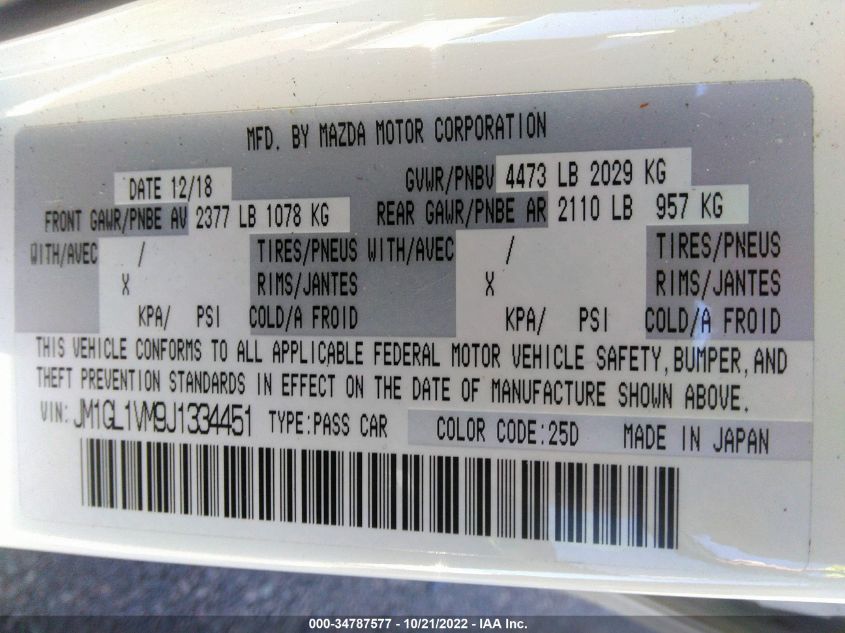 MFD. BY MAZDA MOTOR CORPORATION
DATE 12/18 GVWR/PNBV 4473 LB 2029 KG
FRONT GAWR/PNBE AV 2377 LB 1078 KG REAR GAWR/PNBE AR 2110 LB 957 KG
WITH/AVEC / TIRES/PNEUS WITH/AVEC / TIRES/PNEUS
X RIMS/JANTES X RIMS/JANTES
KPA/ PSI COLD/A FROID KPA/ PSI COLD/A FROID
THIS VEHICLE CONFORMS TO ALL APPLICABLE FEDERAL MOTOR VEHICLE SAFETY, BUMPER, AND
THEFT PREVENTION STANDARDS IN EFFECT ON THE DATE OF MANUFACTURE SHOWN ABOVE.
VIN: JM1GL1VM9J1334451 TYPE: PASS CAR COLOR CODE: 25D MADE IN JAPAN
000-34787577 - 10/21/2022 - IAA Inc.